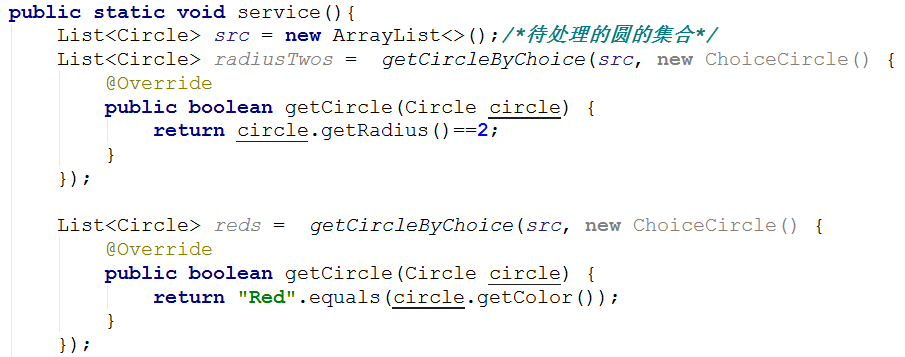 public static void service(){
List<Circle> src = new ArrayList<>();/*待处理的圆的集合*/
List<Circle> radiusTwos =  getCircleByChoice(src, new ChoiceCircle() {
@Override
public boolean getCircle(Circle circle) {
return circle.getRadius()==2;
}
});
List<Circle> reds =  getCircleByChoice(src, new ChoiceCircle() {
@Override
public boolean getCircle(Circle circle) {
return "Red".equals(circle.getColor());
}
});